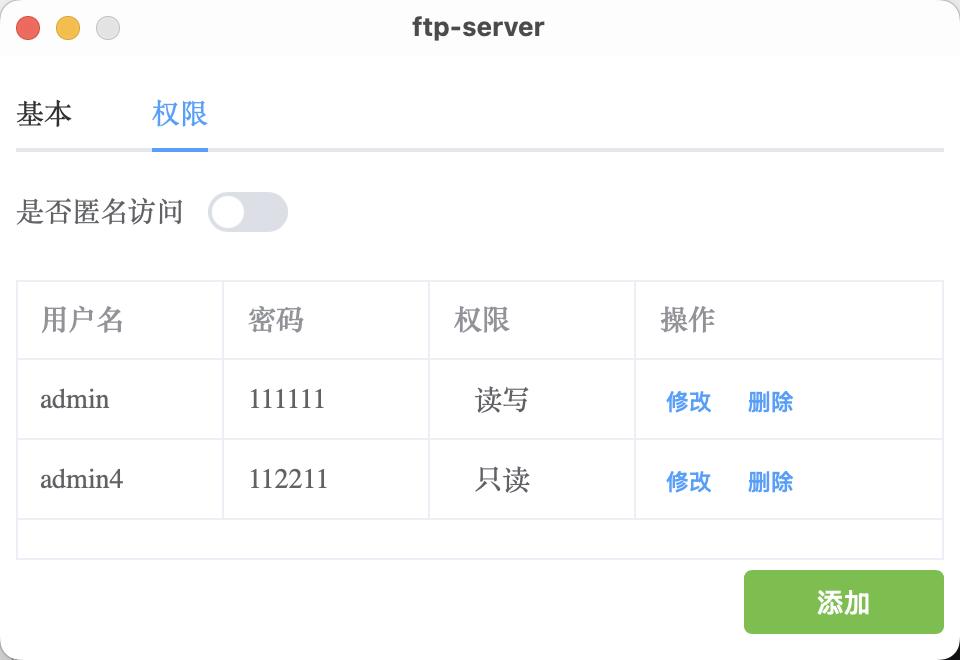 ftp-server
基本 权限
是否匿名访问
用户名 密码 权限 操作
admin 111111 读写 修改 删除
admin4 112211 只读 修改 删除
添加